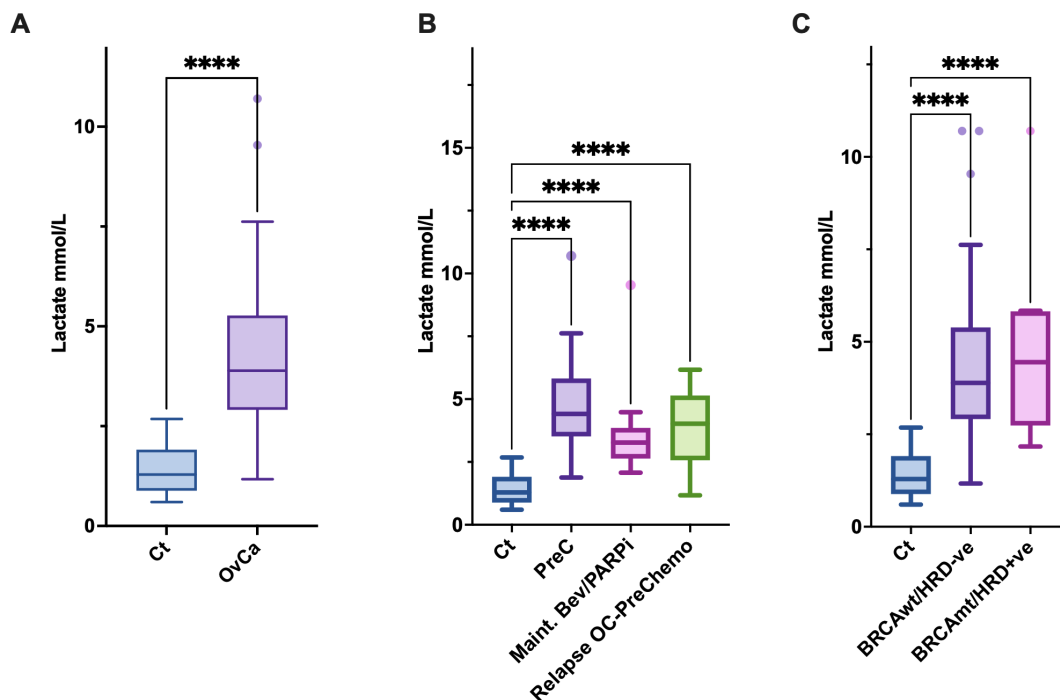 A
Lactate mmol/L
10
5
0
****
Ct
OvCa
B
Lactate mmol/L
15
10
5
0
****
****
****
Ct
PreC
Maint. Bev/PARPi
Relapse OC-PreChemo
C
Lactate mmol/L
10
5
0
****
****
Ct
BRCAwt/HRD-ve
BRCAmt/HRD+ve